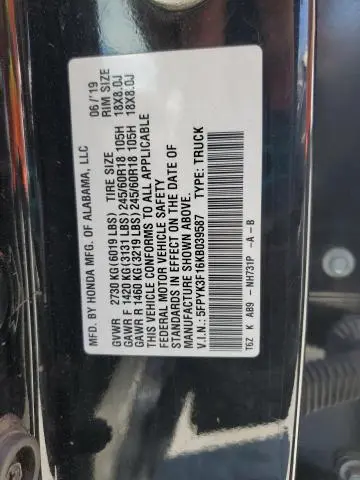 MFD. BY HONDA MFG. OF ALABAMA, LLC 06/'19
GVWR 2730 KG(6019 LBS) TIRE SIZE RIM SIZE
GAWR F 1420 KG(3131 LBS) 245/60R18 105H 18X8.0J
GAWR R 1460 KG(3219 LBS) 245/60R18 105H 18X8.0J
THIS VEHICLE CONFORMS TO ALL APPLICABLE
FEDERAL MOTOR VEHICLE SAFETY
STANDARDS IN EFFECT ON THE DATE OF
MANUFACTURE SHOWN ABOVE.
V.I.N.: 5FPYK3F16KB039587 TYPE: TRUCK
T6Z K AB9 - NH731P -A-B